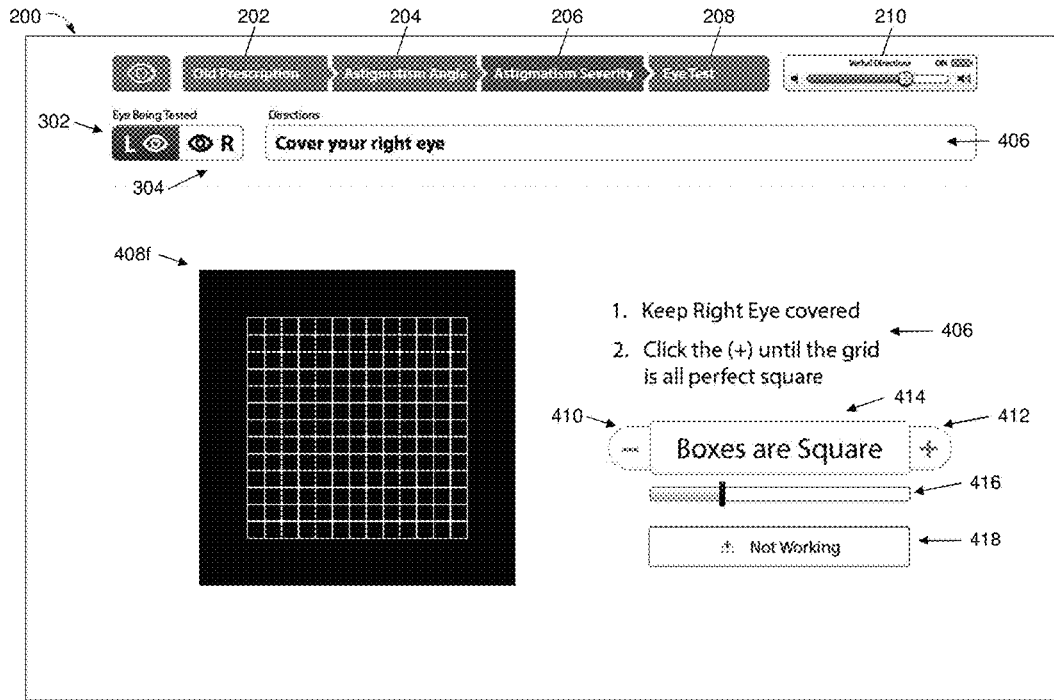 200 202 204 206 208 210
Old Prescription Astigmatism Angle Astigmatism Severity Eye Test
Verbal Directions ON
Eye Being Tested Directions
302
L R Cover your right eye 406
304
408f
1. Keep Right Eye covered
406
2. Click the (+) until the grid
is all perfect square
414
410 412
− Boxes are Square +
416
Not Working 418